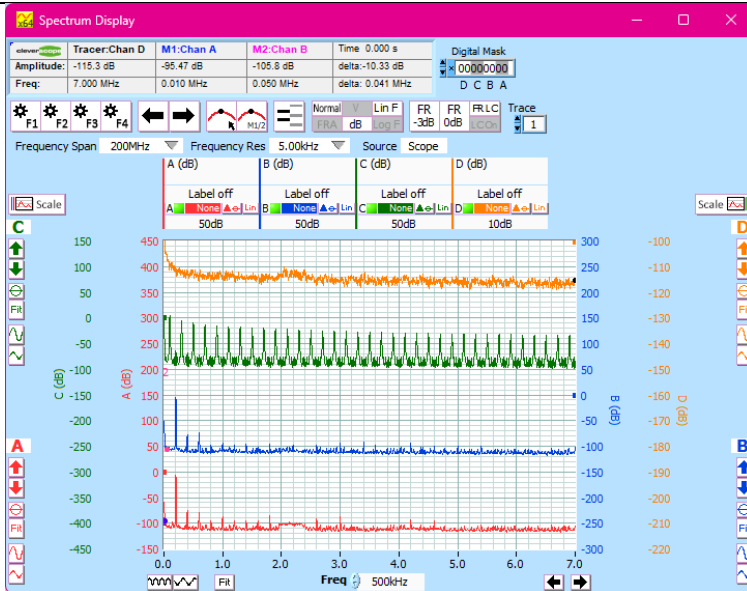 x64 Spectrum Display
cleverscope Tracer:Chan D M1:Chan A M2:Chan B Time 0.000 s
Amplitude: -115.3 dB -95.47 dB -105.8 dB delta:-10.33 dB
Freq: 7.000 MHz 0.010 MHz 0.050 MHz delta: 0.041 MHz
Digital Mask
× 00000000
D C B A
F1 F2 F3 F4 M1/2
Normal V Lin F FR FR FR LC Trace
FRA dB Log F -3dB 0dB LC On 1
Frequency Span 200MHz Frequency Res 5.00kHz Source Scope
A (dB) B (dB) C (dB) D (dB)
Label off Label off Label off Label off
A None Lin B None Lin C None Lin D None Lin
50dB 50dB 50dB 10dB
Scale Scale
C D
150 450 300 -100
100 400 250 -110
50 350 200 -120
0 300 150 -130
-50 250 100 -140
-100 200 50 -150
-150 150 0 -160
-200 100 -50 -170
-250 50 -100 -180
-300 0 -150 -190
-350 -50 -200 -200
-400 -100 -250 -210
-450 -150 -300 -220
C (dB) A (dB) B (dB) D (dB)
Fit Fit
A B
Fit Fit
0.0 1.0 2.0 3.0 4.0 5.0 6.0 7.0
Fit Freq 500kHz